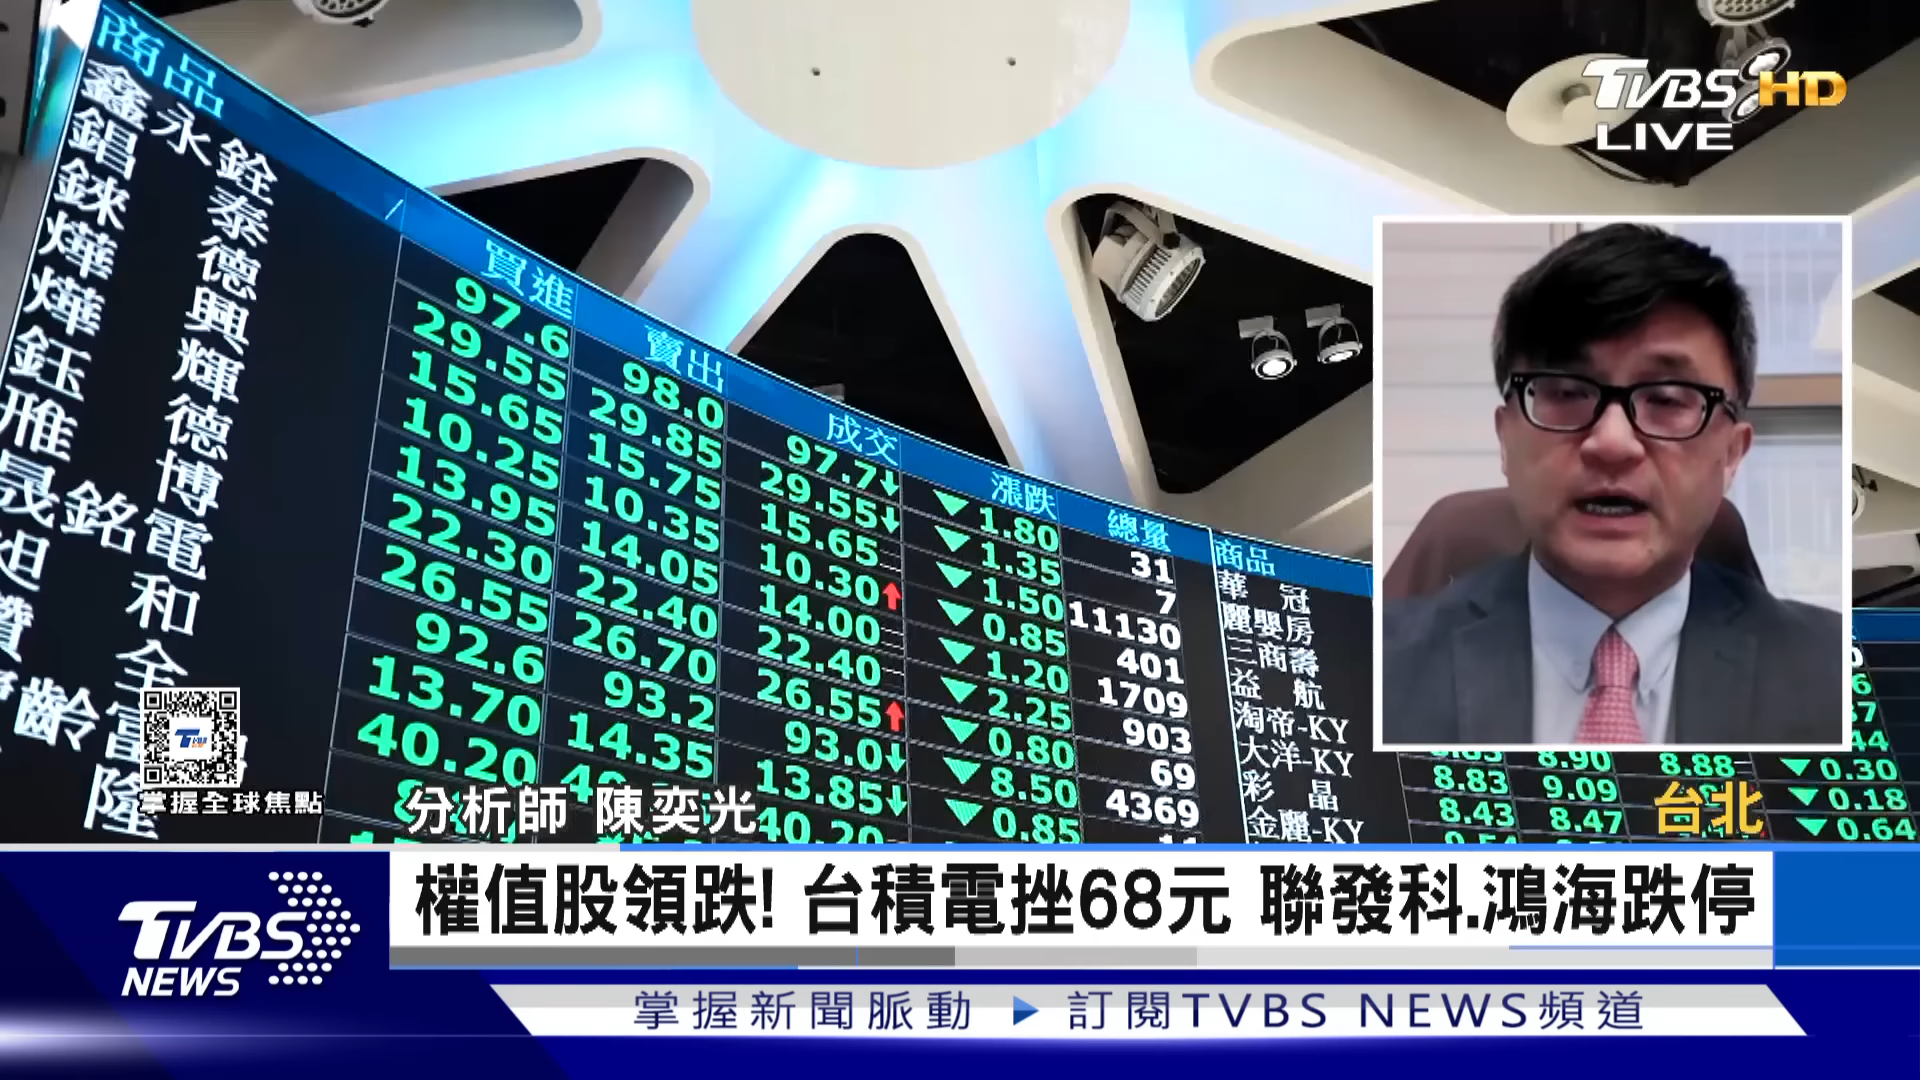 TVBS HD
LIVE
商品
買進
賣出
成交
漲跌
總量
商品
鑫永銓
錩泰
錸德
燁興
燁輝
鈺德
雅博
晟銘電
97.6 98.0 97.7 1.80 31
29.55 29.85 29.55 1.35 7
15.65 15.75 15.65 1.50 11130
10.25 10.35 10.30 0.85 401
13.95 14.05 14.00 1.20 1709
22.30 22.40 22.40 2.25 903
26.55 26.70 26.55 0.80 69
92.6 93.2 93.0 8.50 4369
13.70 14.35 13.85 0.85
40.20 40.20
華冠
麗嬰房
三商壽
益航
淘帝-KY
大洋-KY
彩晶
金麗-KY
8.90 8.88 0.30
8.83 9.09 0.18
8.43 8.47 0.64
TVBS
掌握全球焦點
分析師 陳奕光
台北
權值股領跌! 台積電挫68元 聯發科.鴻海跌停
TVBS
NEWS
掌握新聞脈動 訂閱TVBS NEWS頻道